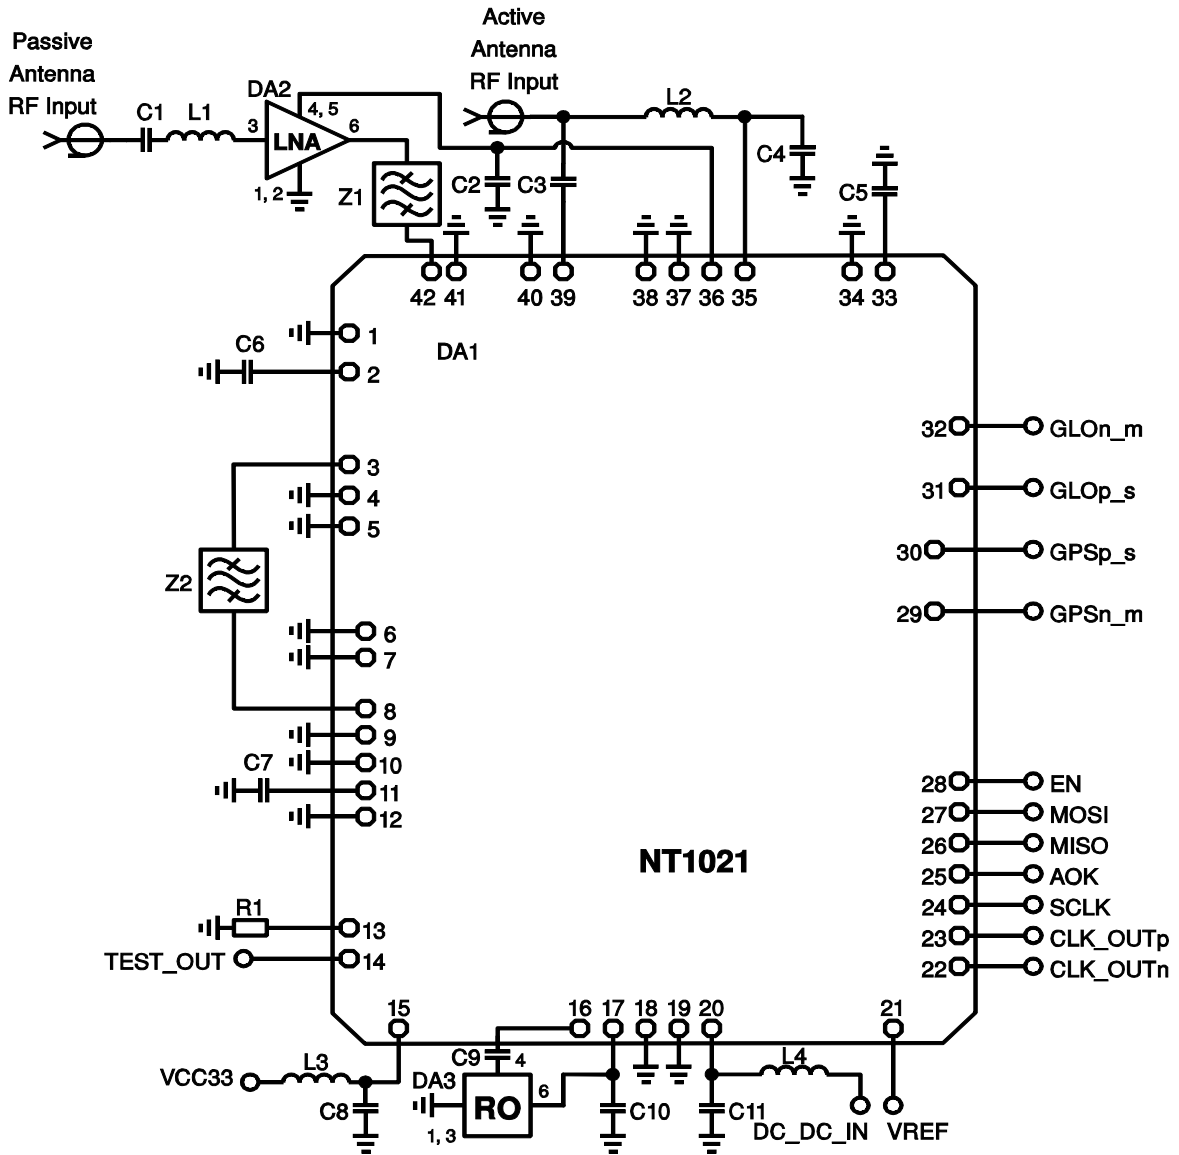 Passive
Antenna
RF Input
Active
Antenna
RF Input
C1
L1
DA2
3
LNA
4, 5
6
1, 2
Z1
C2
C3
L2
C4
C5
42
41
40
39
38
37
36
35
34
33
DA1
1
C6
2
3
4
5
Z2
6
7
8
9
10
C7
11
12
R1
13
TEST_OUT
14
32
GLOn_m
31
GLOp_s
30
GPSp_s
29
GPSn_m
28
EN
27
MOSI
26
MISO
25
AOK
24
SCLK
23
CLK_OUTp
22
CLK_OUTn
NT1021
15
16
17
18
19
20
21
VCC33
L3
C8
C9
4
DA3
RO
6
1, 3
C10
C11
L4
DC_DC_IN
VREF